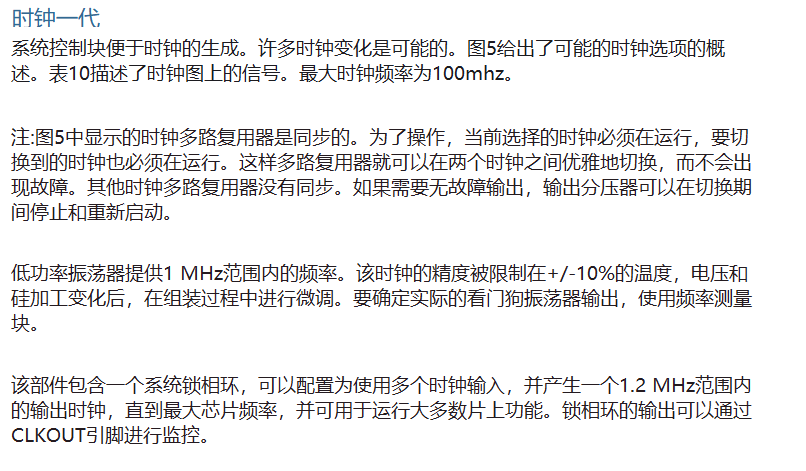 时钟一代
系统控制块便于时钟的生成。许多时钟变化是可能的。图5给出了可能的时钟选项的概
述。表10描述了时钟图上的信号。最大时钟频率为100mhz。
注:图5中显示的时钟多路复用器是同步的。为了操作，当前选择的时钟必须在运行，要切
换到的时钟也必须在运行。这样多路复用器就可以在两个时钟之间优雅地切换，而不会出
现故障。其他时钟多路复用器没有同步。如果需要无故障输出，输出分压器可以在切换期
间停止和重新启动。
低功率振荡器提供1 MHz范围内的频率。该时钟的精度被限制在+/-10%的温度，电压和
硅加工变化后，在组装过程中进行微调。要确定实际的看门狗振荡器输出，使用频率测量
块。
该部件包含一个系统锁相环，可以配置为使用多个时钟输入，并产生一个1.2 MHz范围内
的输出时钟，直到最大芯片频率，并可用于运行大多数片上功能。锁相环的输出可以通过
CLKOUT引脚进行监控。